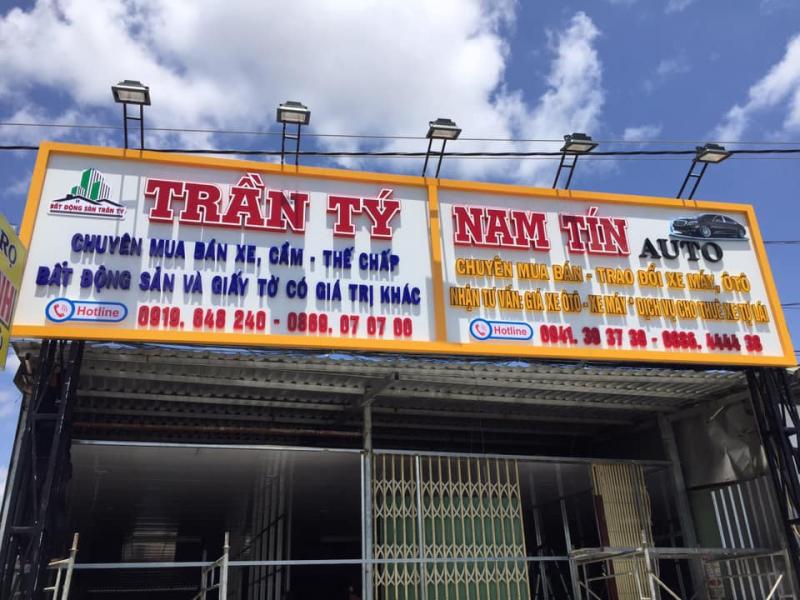 BẤT ĐỘNG SẢN TRẦN TÝ
TRẦN TÝ
CHUYÊN MUA BÁN XE, CẦM - THẾ CHẤP
BẤT ĐỘNG SẢN VÀ GIẤY TỜ CÓ GIÁ TRỊ KHÁC
Hotline 0919. 648 240 - 0866. 07 07 00
NAM TÍN
AUTO
CHUYÊN MUA BÁN - TRAO ĐỔI XE MÁY, ÔTÔ
NHẬN TƯ VẤN: GIÁ XE ÔTÔ - XE MÁY * DỊCH VỤ CHO THUÊ XE TỰ LÁI
Hotline 0941. 39 37 38 - 0886. 4444 38